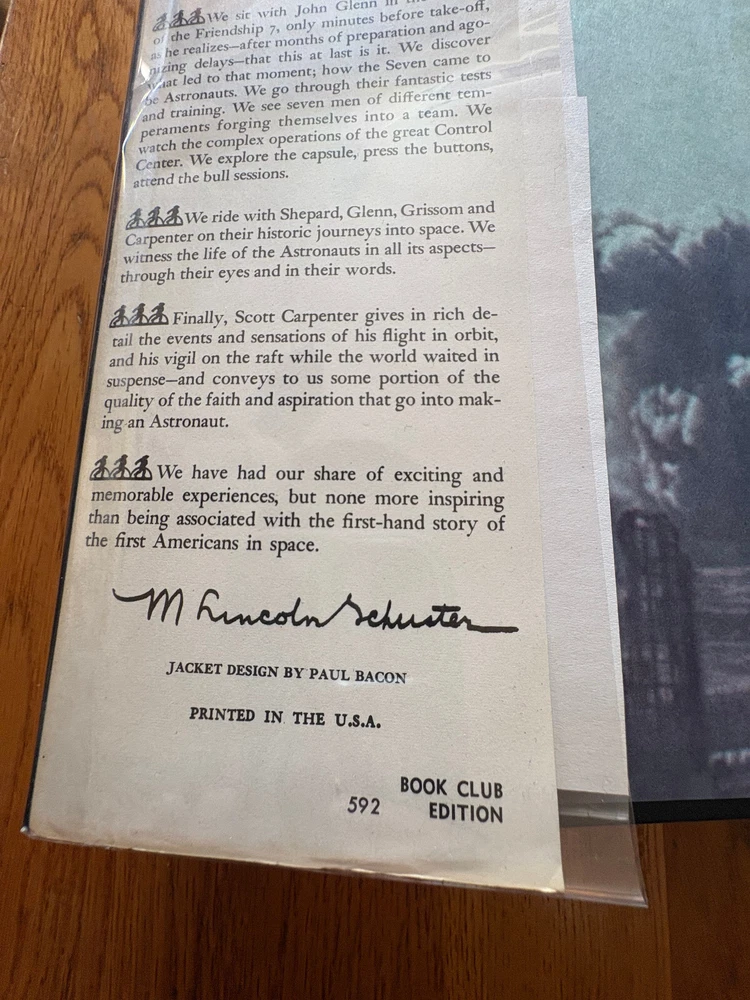 We sit with John Glenn in
of the Friendship 7, only minutes before take-off,
as he realizes—after months of preparation and ago-
nizing delays—that this at last is it. We discover
what led to that moment; how the Seven came to
be Astronauts. We go through their fantastic tests
and training. We see seven men of different tem-
peraments forging themselves into a team. We
watch the complex operations of the great Control
Center. We explore the capsule, press the buttons,
attend the bull sessions.
We ride with Shepard, Glenn, Grissom and
Carpenter on their historic journeys into space. We
witness the life of the Astronauts in all its aspects—
through their eyes and in their words.
Finally, Scott Carpenter gives in rich de-
tail the events and sensations of his flight in orbit,
and his vigil on the raft while the world waited in
suspense—and conveys to us some portion of the
quality of the faith and aspiration that go into mak-
ing an Astronaut.
We have had our share of exciting and
memorable experiences, but none more inspiring
than being associated with the first-hand story of
the first Americans in space.
M Lincoln Schuster
JACKET DESIGN BY PAUL BACON
PRINTED IN THE U.S.A.
BOOK CLUB
592 EDITION